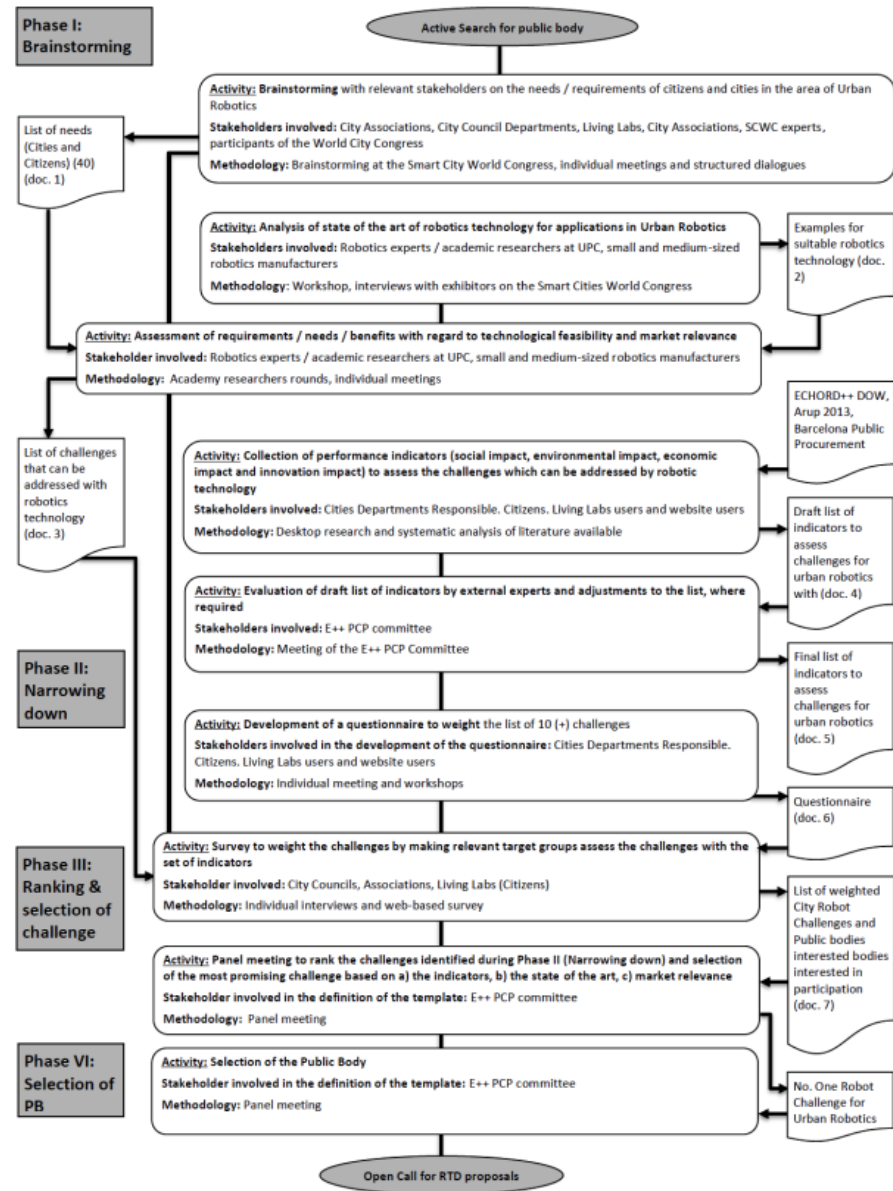 Phase I:
Brainstorming
Active Search for public body
Activity: Brainstorming with relevant stakeholders on the needs / requirements of citizens and cities in the area of Urban
Robotics
Stakeholders involved: City Associations, City Council Departments, Living Labs, City Associations, SCWC experts,
participants of the World City Congress
Methodology: Brainstorming at the Smart City World Congress, individual meetings and structured dialogues
List of needs
(Cities and
Citizens) (40)
(doc. 1)
Activity: Analysis of state of the art of robotics technology for applications in Urban Robotics
Stakeholders involved: Robotics experts / academic researchers at UPC, small and medium-sized
robotics manufacturers
Methodology: Workshop, interviews with exhibitors on the Smart Cities World Congress
Examples for
suitable robotics
technology (doc.
2)
Activity: Assessment of requirements / needs / benefits with regard to technological feasibility and market relevance
Stakeholder involved: Robotics experts / academic researchers at UPC, small and medium-sized robotics manufacturers
Methodology: Academy researchers rounds, individual meetings
ECHORD++ DOW,
Arup 2013,
Barcelona Public
Procurement
List of challenges
that can be
addressed with
robotics
technology
(doc. 3)
Activity: Collection of performance indicators (social impact, environmental impact, economic
impact and innovation impact) to assess the challenges which can be addressed by robotic
technology
Stakeholders involved: Cities Departments Responsible. Citizens. Living Labs users and website users
Methodology: Desktop research and systematic analysis of literature available
Draft list of
indicators to
assess
challenges for
urban robotics
with (doc. 4)
Activity: Evaluation of draft list of indicators by external experts and adjustments to the list, where
required
Stakeholders involved: E++ PCP committee
Methodology: Meeting of the E++ PCP Committee
Phase II:
Narrowing
down
Final list of
indicators to
assess
challenges for
urban robotics
(doc. 5)
Activity: Development of a questionnaire to weight the list of 10 (+) challenges
Stakeholders involved in the development of the questionnaire: Cities Departments Responsible.
Citizens. Living Labs users and website users
Methodology: Individual meeting and workshops
Questionnaire
(doc. 6)
Phase III:
Ranking &
selection of
challenge
Activity: Survey to weight the challenges by making relevant target groups assess the challenges with the
set of indicators
Stakeholder involved: City Councils, Associations, Living Labs (Citizens)
Methodology: Individual interviews and web-based survey
List of weighted
City Robot
Challenges and
Public bodies
interested bodies
interested in
participation
(doc. 7)
Activity: Panel meeting to rank the challenges identified during Phase II (Narrowing down) and selection
of the most promising challenge based on a) the indicators, b) the state of the art, c) market relevance
Stakeholder involved in the definition of the template: E++ PCP committee
Methodology: Panel meeting
Phase VI:
Selection of
PB
Activity: Selection of the Public Body
Stakeholder involved in the definition of the template: E++ PCP committee
Methodology: Panel meeting
No. One Robot
Challenge for
Urban Robotics
Open Call for RTD proposals